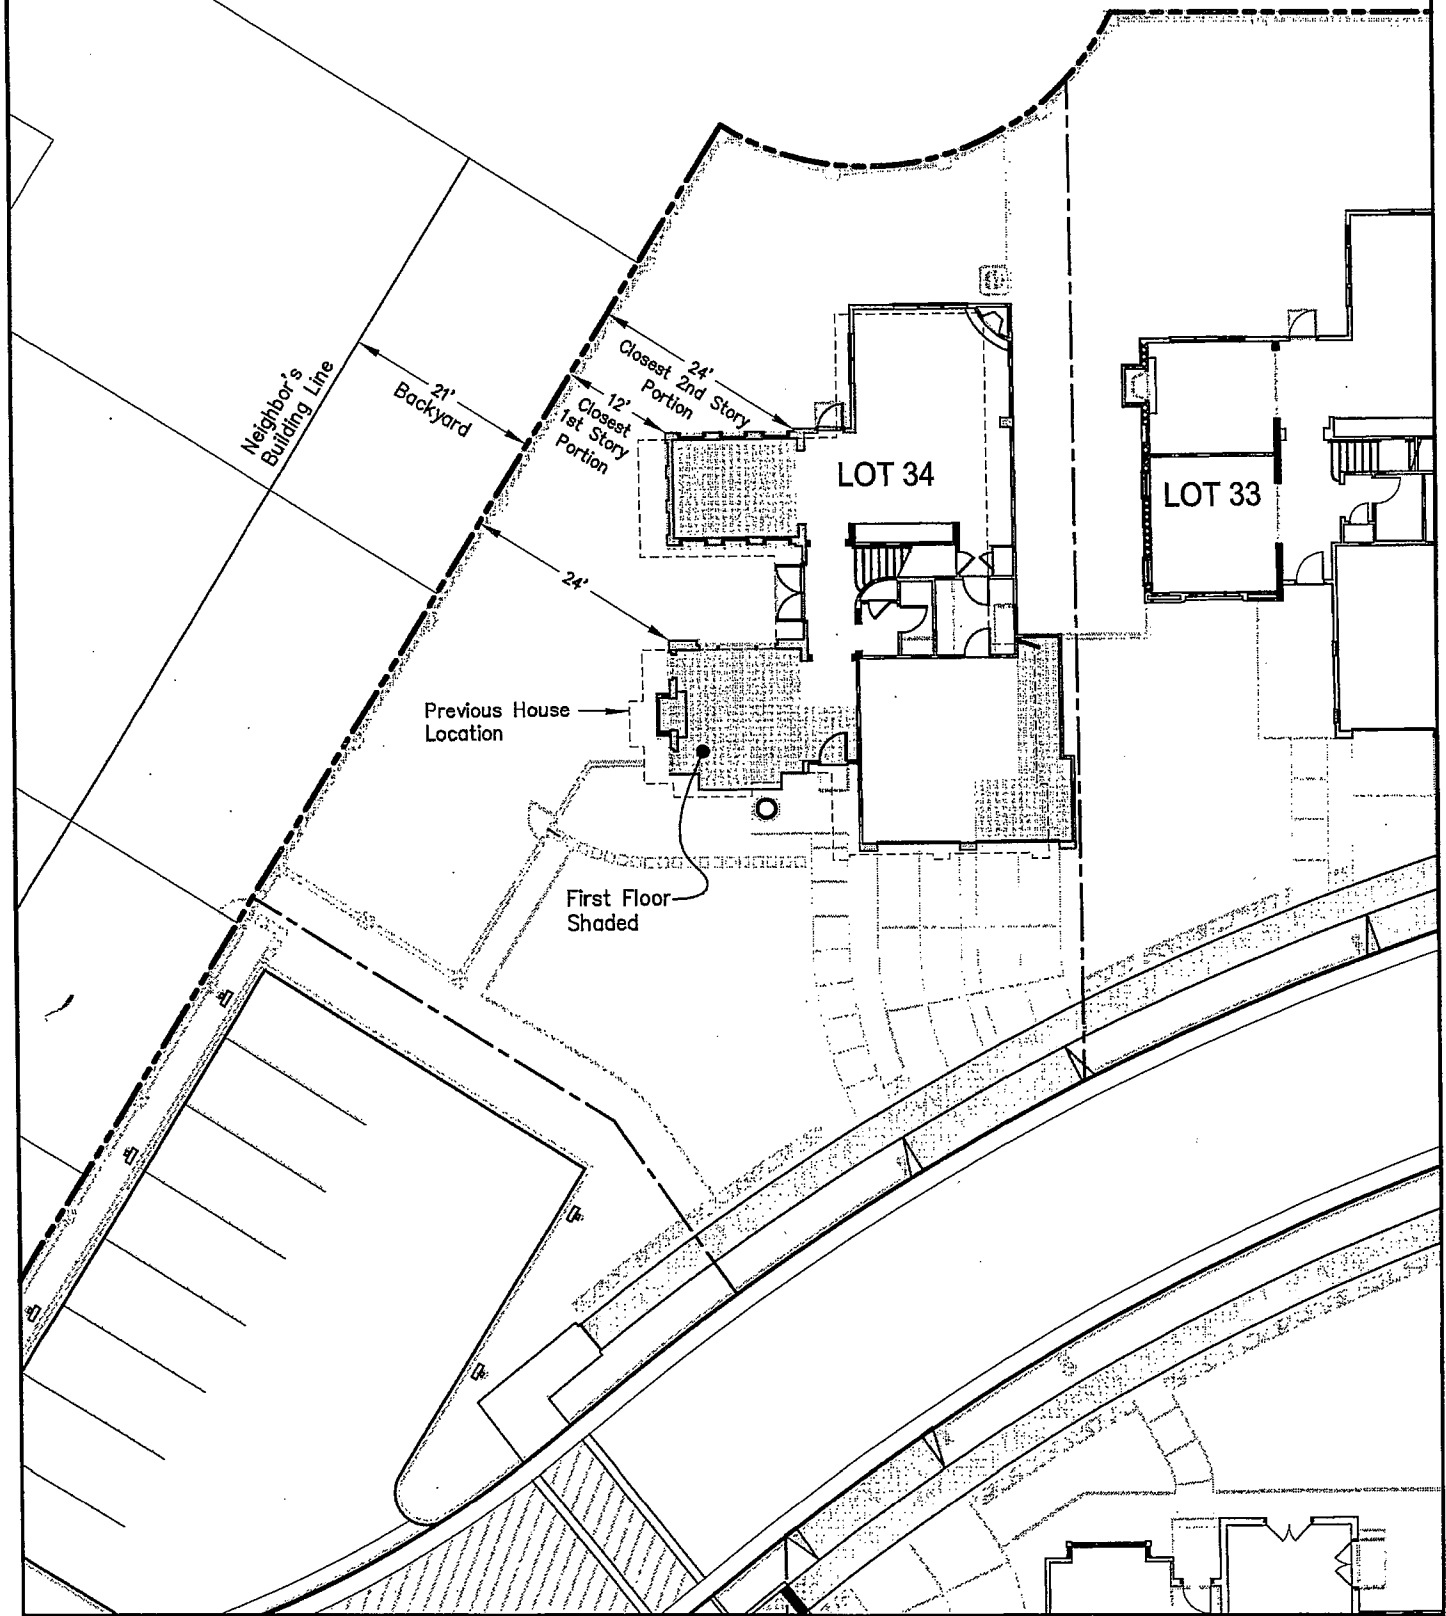 Neighbor's
Building Line
21'
Backyard
24'
Closest 2nd Story
Portion
12'
Closest
1st Story
Portion
LOT 34
LOT 33
24'
Previous House
Location
First Floor
Shaded